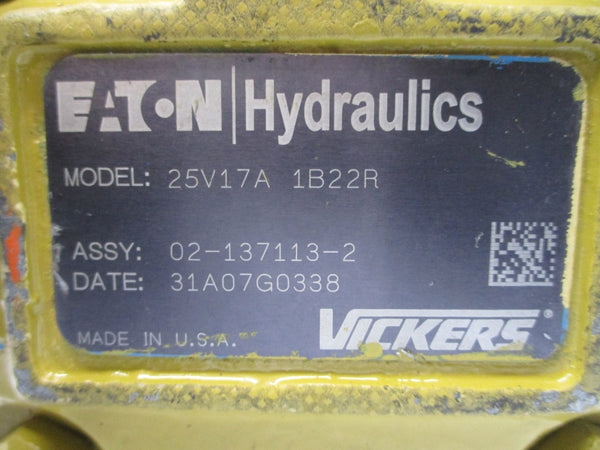 EATON | Hydraulics
MODEL: 25V17A 1B22R
ASSY: 02-137113-2
DATE: 31A07G0338
MADE IN U.S.A.
VICKERS®